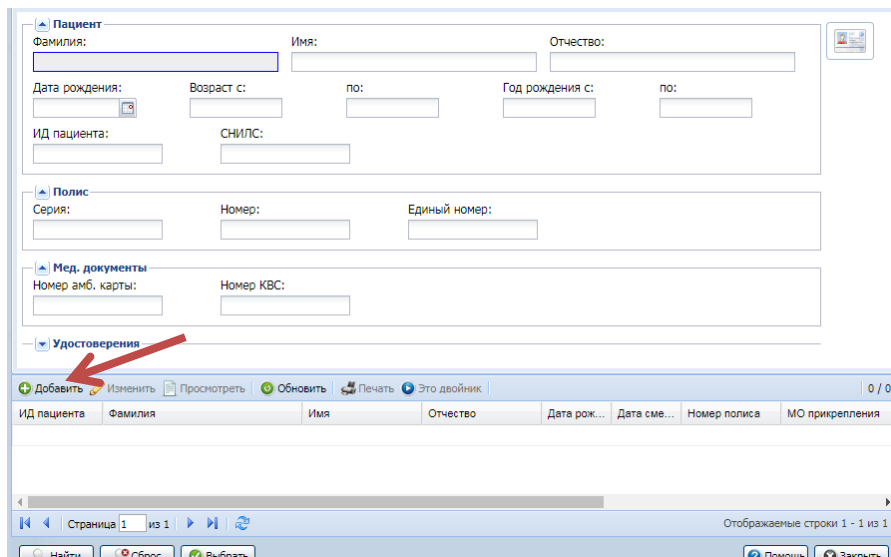 Пациент
Фамилия: Имя: Отчество:
Дата рождения: Возраст с: по: Год рождения с: по:
ИД пациента: СНИЛС:
Полис
Серия: Номер: Единый номер:
Мед. документы
Номер амб. карты: Номер КВС:
Удостоверения
Добавить Изменить Просмотреть Обновить Печать Это двойник 0 / 0
ИД пациента Фамилия Имя Отчество Дата рож... Дата сме... Номер полиса МО прикрепления
Страница 1 из 1 Отображаемые строки 1 - 1 из 1
Найти Сброс Выбрать Помощь Закрыть